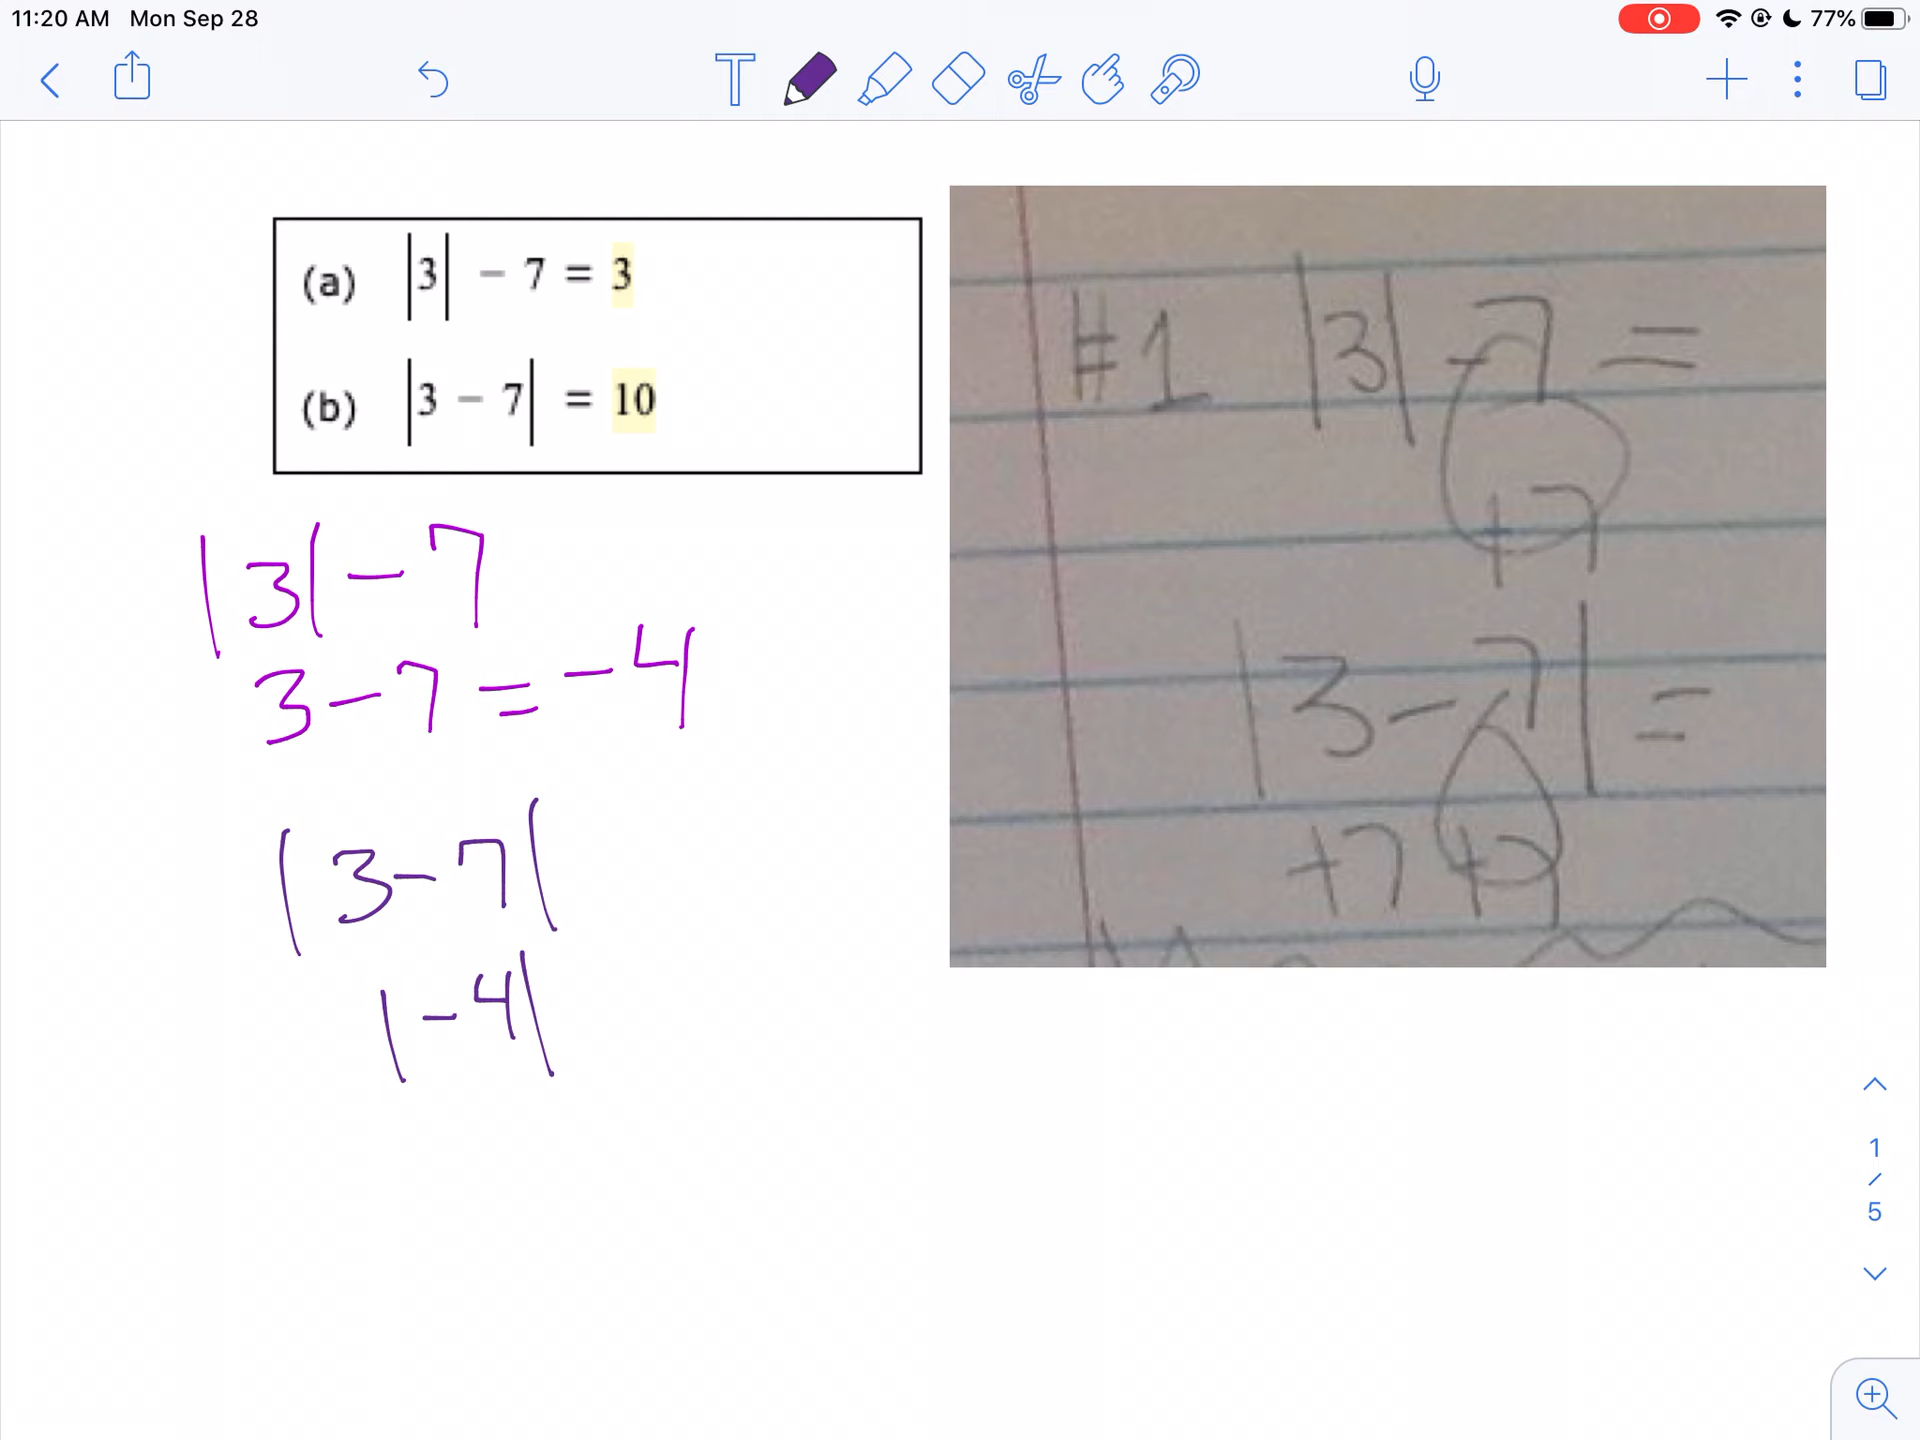 11:20 AM Mon Sep 28
77%
T
(a) |3| − 7 = 3
(b) |3 − 7| = 10
|3| − 7
3 − 7 = −4
|3 − 7|
|−4|
#1 |3| − 7 =
+7
|3 − 7| =
+7 +7
1
/
5